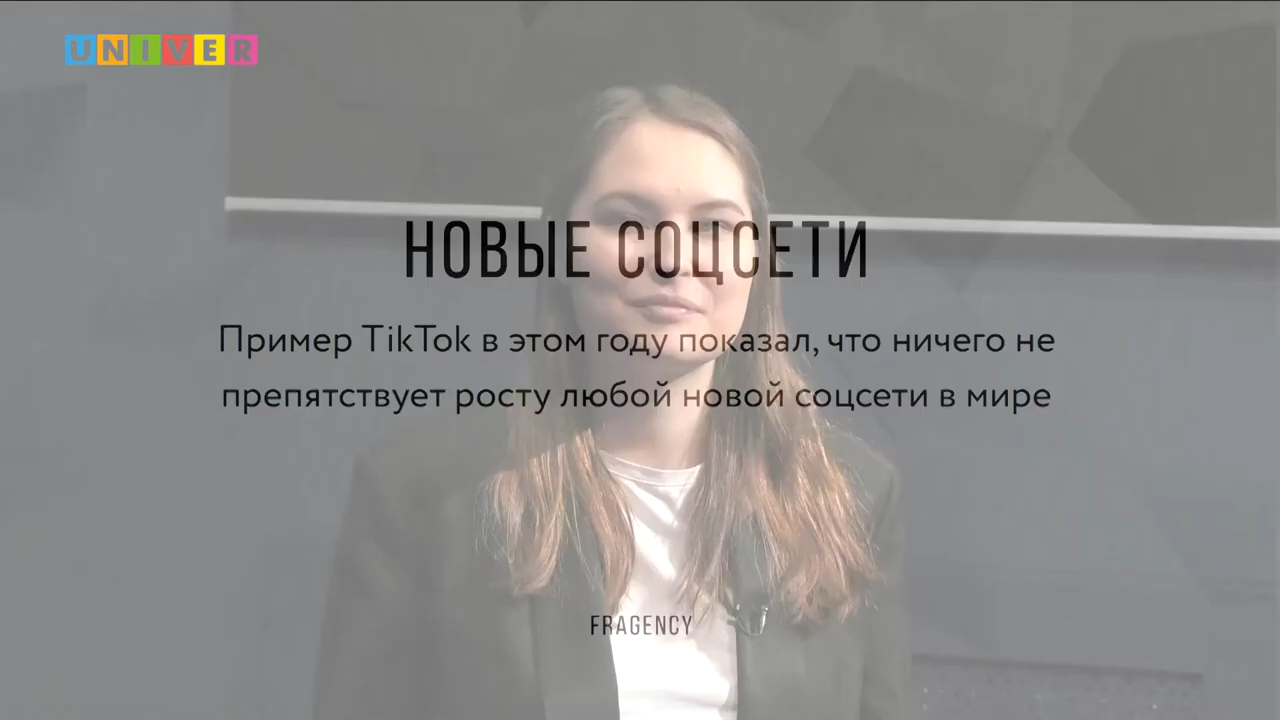 UNIVER
НОВЫЕ СОЦСЕТИ
Пример TikTok в этом году показал, что ничего не
препятствует росту любой новой соцсети в мире
FRAGENCY